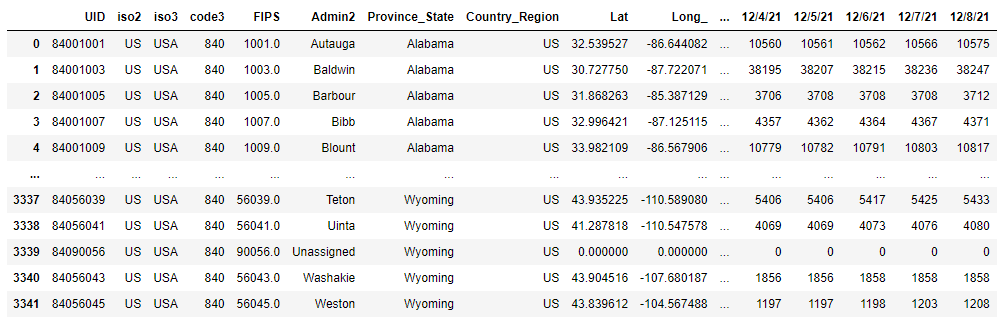 UID iso2 iso3 code3 FIPS Admin2 Province_State Country_Region Lat Long_ ... 12/4/21 12/5/21 12/6/21 12/7/21 12/8/21
0 84001001 US USA 840 1001.0 Autauga Alabama US 32.539527 -86.644082 ... 10560 10561 10562 10566 10575
1 84001003 US USA 840 1003.0 Baldwin Alabama US 30.727750 -87.722071 ... 38195 38207 38215 38236 38247
2 84001005 US USA 840 1005.0 Barbour Alabama US 31.868263 -85.387129 ... 3706 3708 3708 3708 3712
3 84001007 US USA 840 1007.0 Bibb Alabama US 32.996421 -87.125115 ... 4357 4362 4364 4367 4371
4 84001009 US USA 840 1009.0 Blount Alabama US 33.982109 -86.567906 ... 10779 10782 10791 10803 10817
... ... ... ... ... ... ... ... ... ... ... ... ... ... ... ... ...
3337 84056039 US USA 840 56039.0 Teton Wyoming US 43.935225 -110.589080 ... 5406 5406 5417 5425 5433
3338 84056041 US USA 840 56041.0 Uinta Wyoming US 41.287818 -110.547578 ... 4069 4069 4073 4076 4080
3339 84090056 US USA 840 90056.0 Unassigned Wyoming US 0.000000 0.000000 ... 0 0 0 0 0
3340 84056043 US USA 840 56043.0 Washakie Wyoming US 43.904516 -107.680187 ... 1856 1856 1858 1858 1858
3341 84056045 US USA 840 56045.0 Weston Wyoming US 43.839612 -104.567488 ... 1197 1197 1198 1203 1208